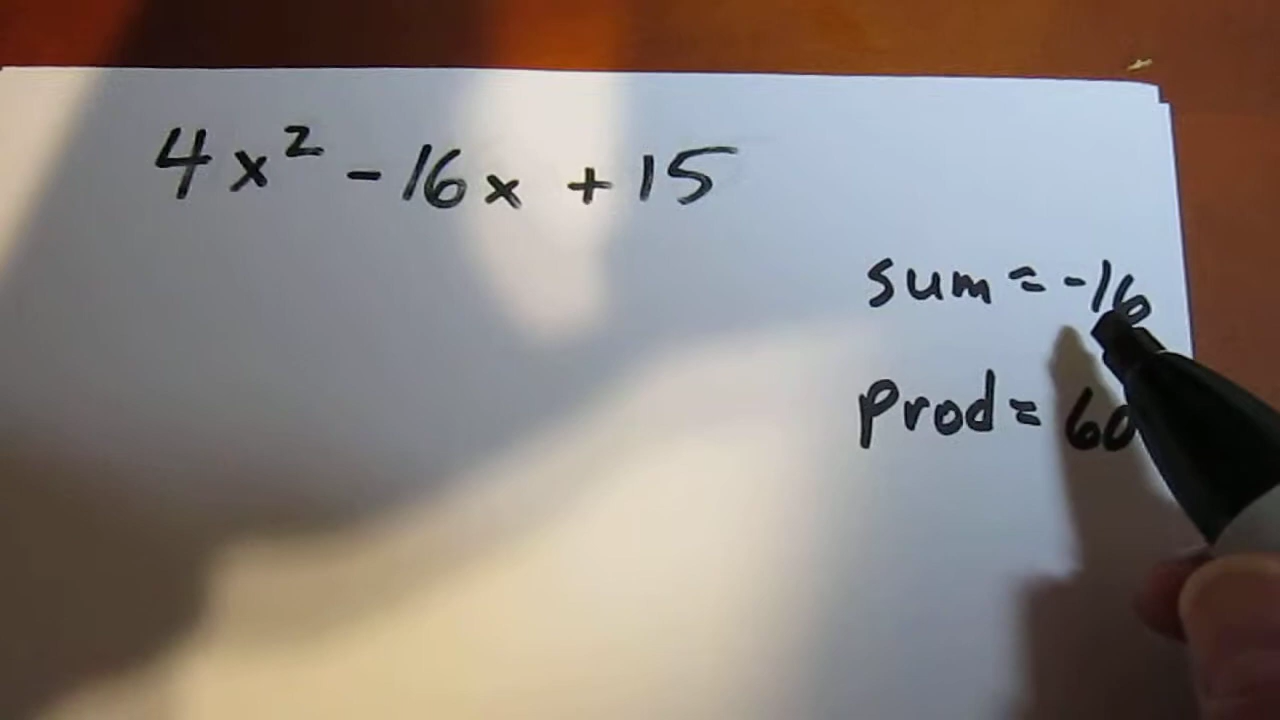 4x² -16x +15
sum = -16
prod = 60